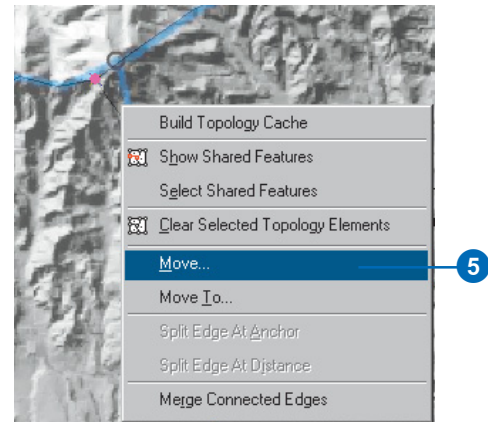 Build Topology Cache
Show Shared Features
Select Shared Features
Clear Selected Topology Elements
Move...
5
Move To...
Split Edge At Anchor
Split Edge At Distance
Merge Connected Edges